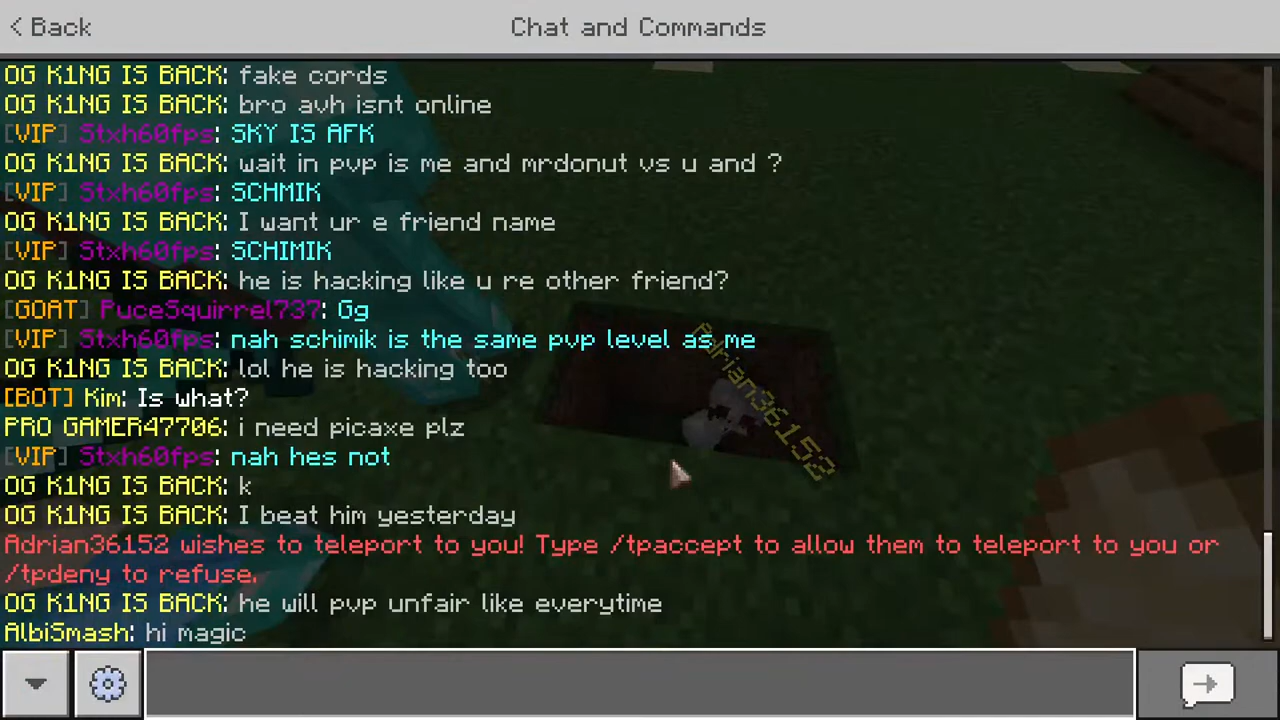 < Back
Chat and Commands
OG K1NG IS BACK: fake cords
OG K1NG IS BACK: bro avh isnt online
[VIP] Stxh60fps: SKY IS AFK
OG K1NG IS BACK: wait in pvp is me and mrdonut vs u and ?
[VIP] Stxh60fps: SCHMIK
OG K1NG IS BACK: I want ur e friend name
[VIP] Stxh60fps: SCHIMIK
OG K1NG IS BACK: he is hacking like u re other friend?
[GOAT] PuceSquirrel737: Gg
[VIP] Stxh60fps: nah schimik is the same pvp level as me
OG K1NG IS BACK: lol he is hacking too
[BOT] Kim: Is what?
PRO GAMER47706: i need picaxe plz
[VIP] Stxh60fps: nah hes not
OG K1NG IS BACK: k
OG K1NG IS BACK: I beat him yesterday
Adrian36152 wishes to teleport to you! Type /tpaccept to allow them to teleport to you or
/tpdeny to refuse.
OG K1NG IS BACK: he will pvp unfair like everytime
AlbiSmash: hi magic
Adrian36152